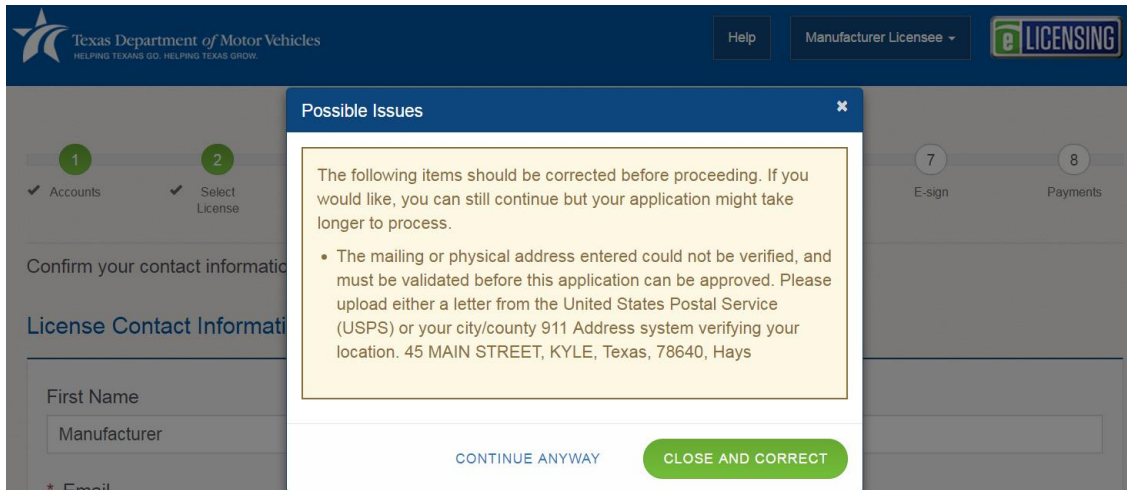 Texas Department of Motor Vehicles
HELPING TEXANS GO. HELPING TEXAS GROW.
Help
Manufacturer Licensee
e LICENSING
Possible Issues
×
1
2
7
8
Accounts
Select
License
E-sign
Payments
The following items should be corrected before proceeding. If you
would like, you can still continue but your application might take
longer to process.
• The mailing or physical address entered could not be verified, and
must be validated before this application can be approved. Please
upload either a letter from the United States Postal Service
(USPS) or your city/county 911 Address system verifying your
location. 45 MAIN STREET, KYLE, Texas, 78640, Hays
Confirm your contact informatio
License Contact Informati
First Name
Manufacturer
CONTINUE ANYWAY
CLOSE AND CORRECT
* Email